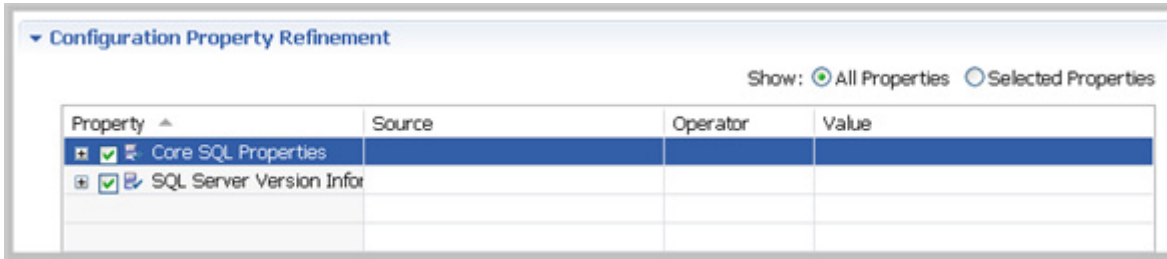 Configuration Property Refinement
Show: All Properties Selected Properties
Property Source Operator Value
Core SQL Properties
SQL Server Version Infor